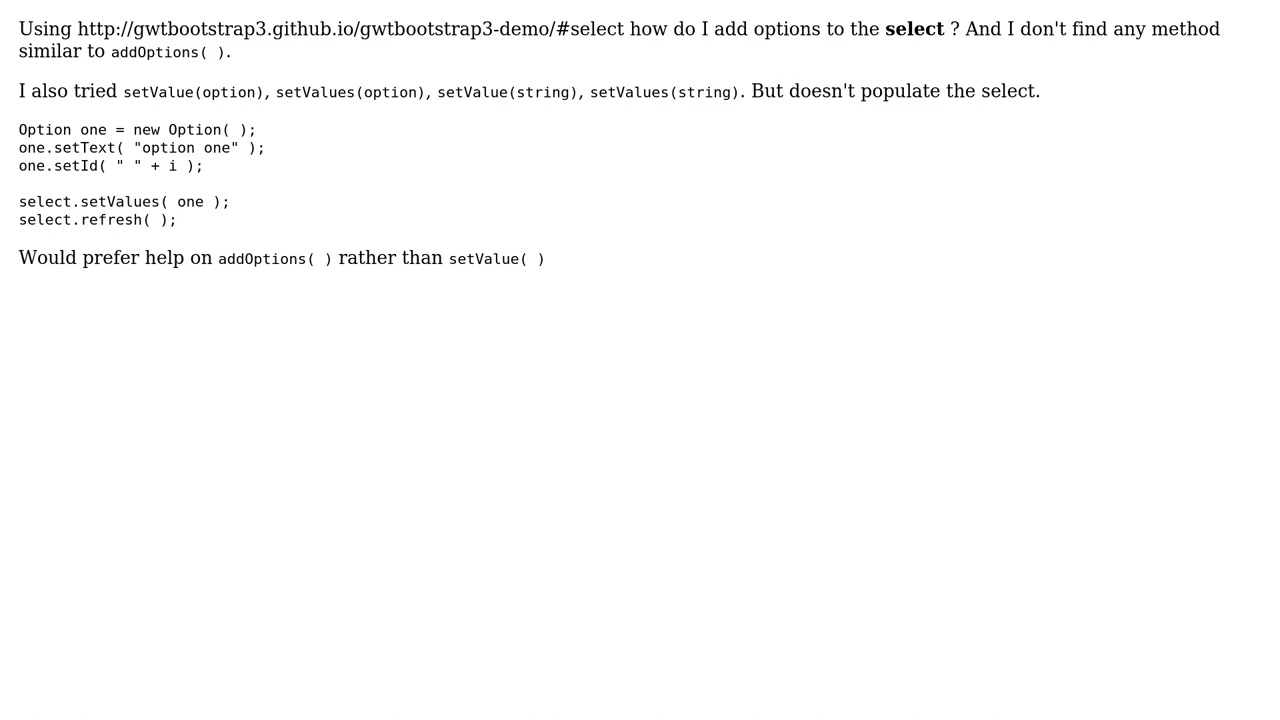 Using http://gwtbootstrap3.github.io/gwtbootstrap3-demo/#select how do I add options to the select ? And I don't find any method
similar to addOptions( ).
I also tried setValue(option), setValues(option), setValue(string), setValues(string). But doesn't populate the select.
Option one = new Option( );
one.setText( "option one" );
one.setId( " " + i );
select.setValues( one );
select.refresh( );
Would prefer help on addOptions( ) rather than setValue( )